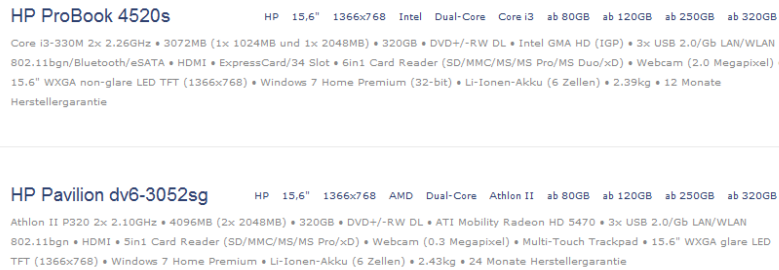 HP ProBook 4520s HP 15,6" 1366x768 Intel Dual-Core Core i3 ab 80GB ab 120GB ab 250GB ab 320GB
Core i3-330M 2x 2.26GHz • 3072MB (1x 1024MB und 1x 2048MB) • 320GB • DVD+/-RW DL • Intel GMA HD (IGP) • 3x USB 2.0/Gb LAN/WLAN
802.11bgn/Bluetooth/eSATA • HDMI • ExpressCard/34 Slot • 6in1 Card Reader (SD/MMC/MS/MS Pro/MS Duo/xD) • Webcam (2.0 Megapixel) •
15.6" WXGA non-glare LED TFT (1366x768) • Windows 7 Home Premium (32-bit) • Li-Ionen-Akku (6 Zellen) • 2.39kg • 12 Monate
Herstellergarantie
HP Pavilion dv6-3052sg HP 15,6" 1366x768 AMD Dual-Core Athlon II ab 80GB ab 120GB ab 250GB ab 320GB
Athlon II P320 2x 2.10GHz • 4096MB (2x 2048MB) • 320GB • DVD+/-RW DL • ATI Mobility Radeon HD 5470 • 3x USB 2.0/Gb LAN/WLAN
802.11bgn • HDMI • 5in1 Card Reader (SD/MMC/MS/MS Pro/xD) • Webcam (0.3 Megapixel) • Multi-Touch Trackpad • 15.6" WXGA glare LED
TFT (1366x768) • Windows 7 Home Premium • Li-Ionen-Akku (6 Zellen) • 2.43kg • 24 Monate Herstellergarantie